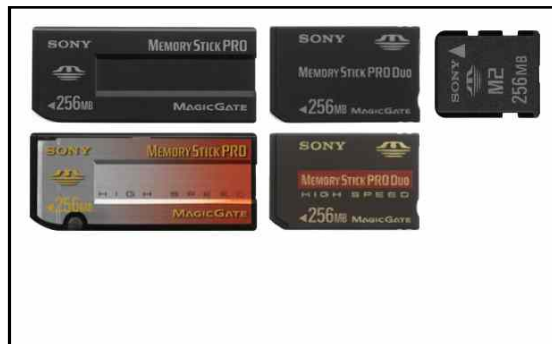 SONY
MEMORY STICK PRO
256MB
MAGICGATE
SONY
MEMORY STICK PRO DUO
256MB MAGICGATE
SONY
M2
256MB
SONY
MEMORY STICK PRO
HIGH SPEED
256MB
MAGICGATE
SONY
MEMORY STICK PRO DUO
HIGH SPEED
256MB MAGICGATE